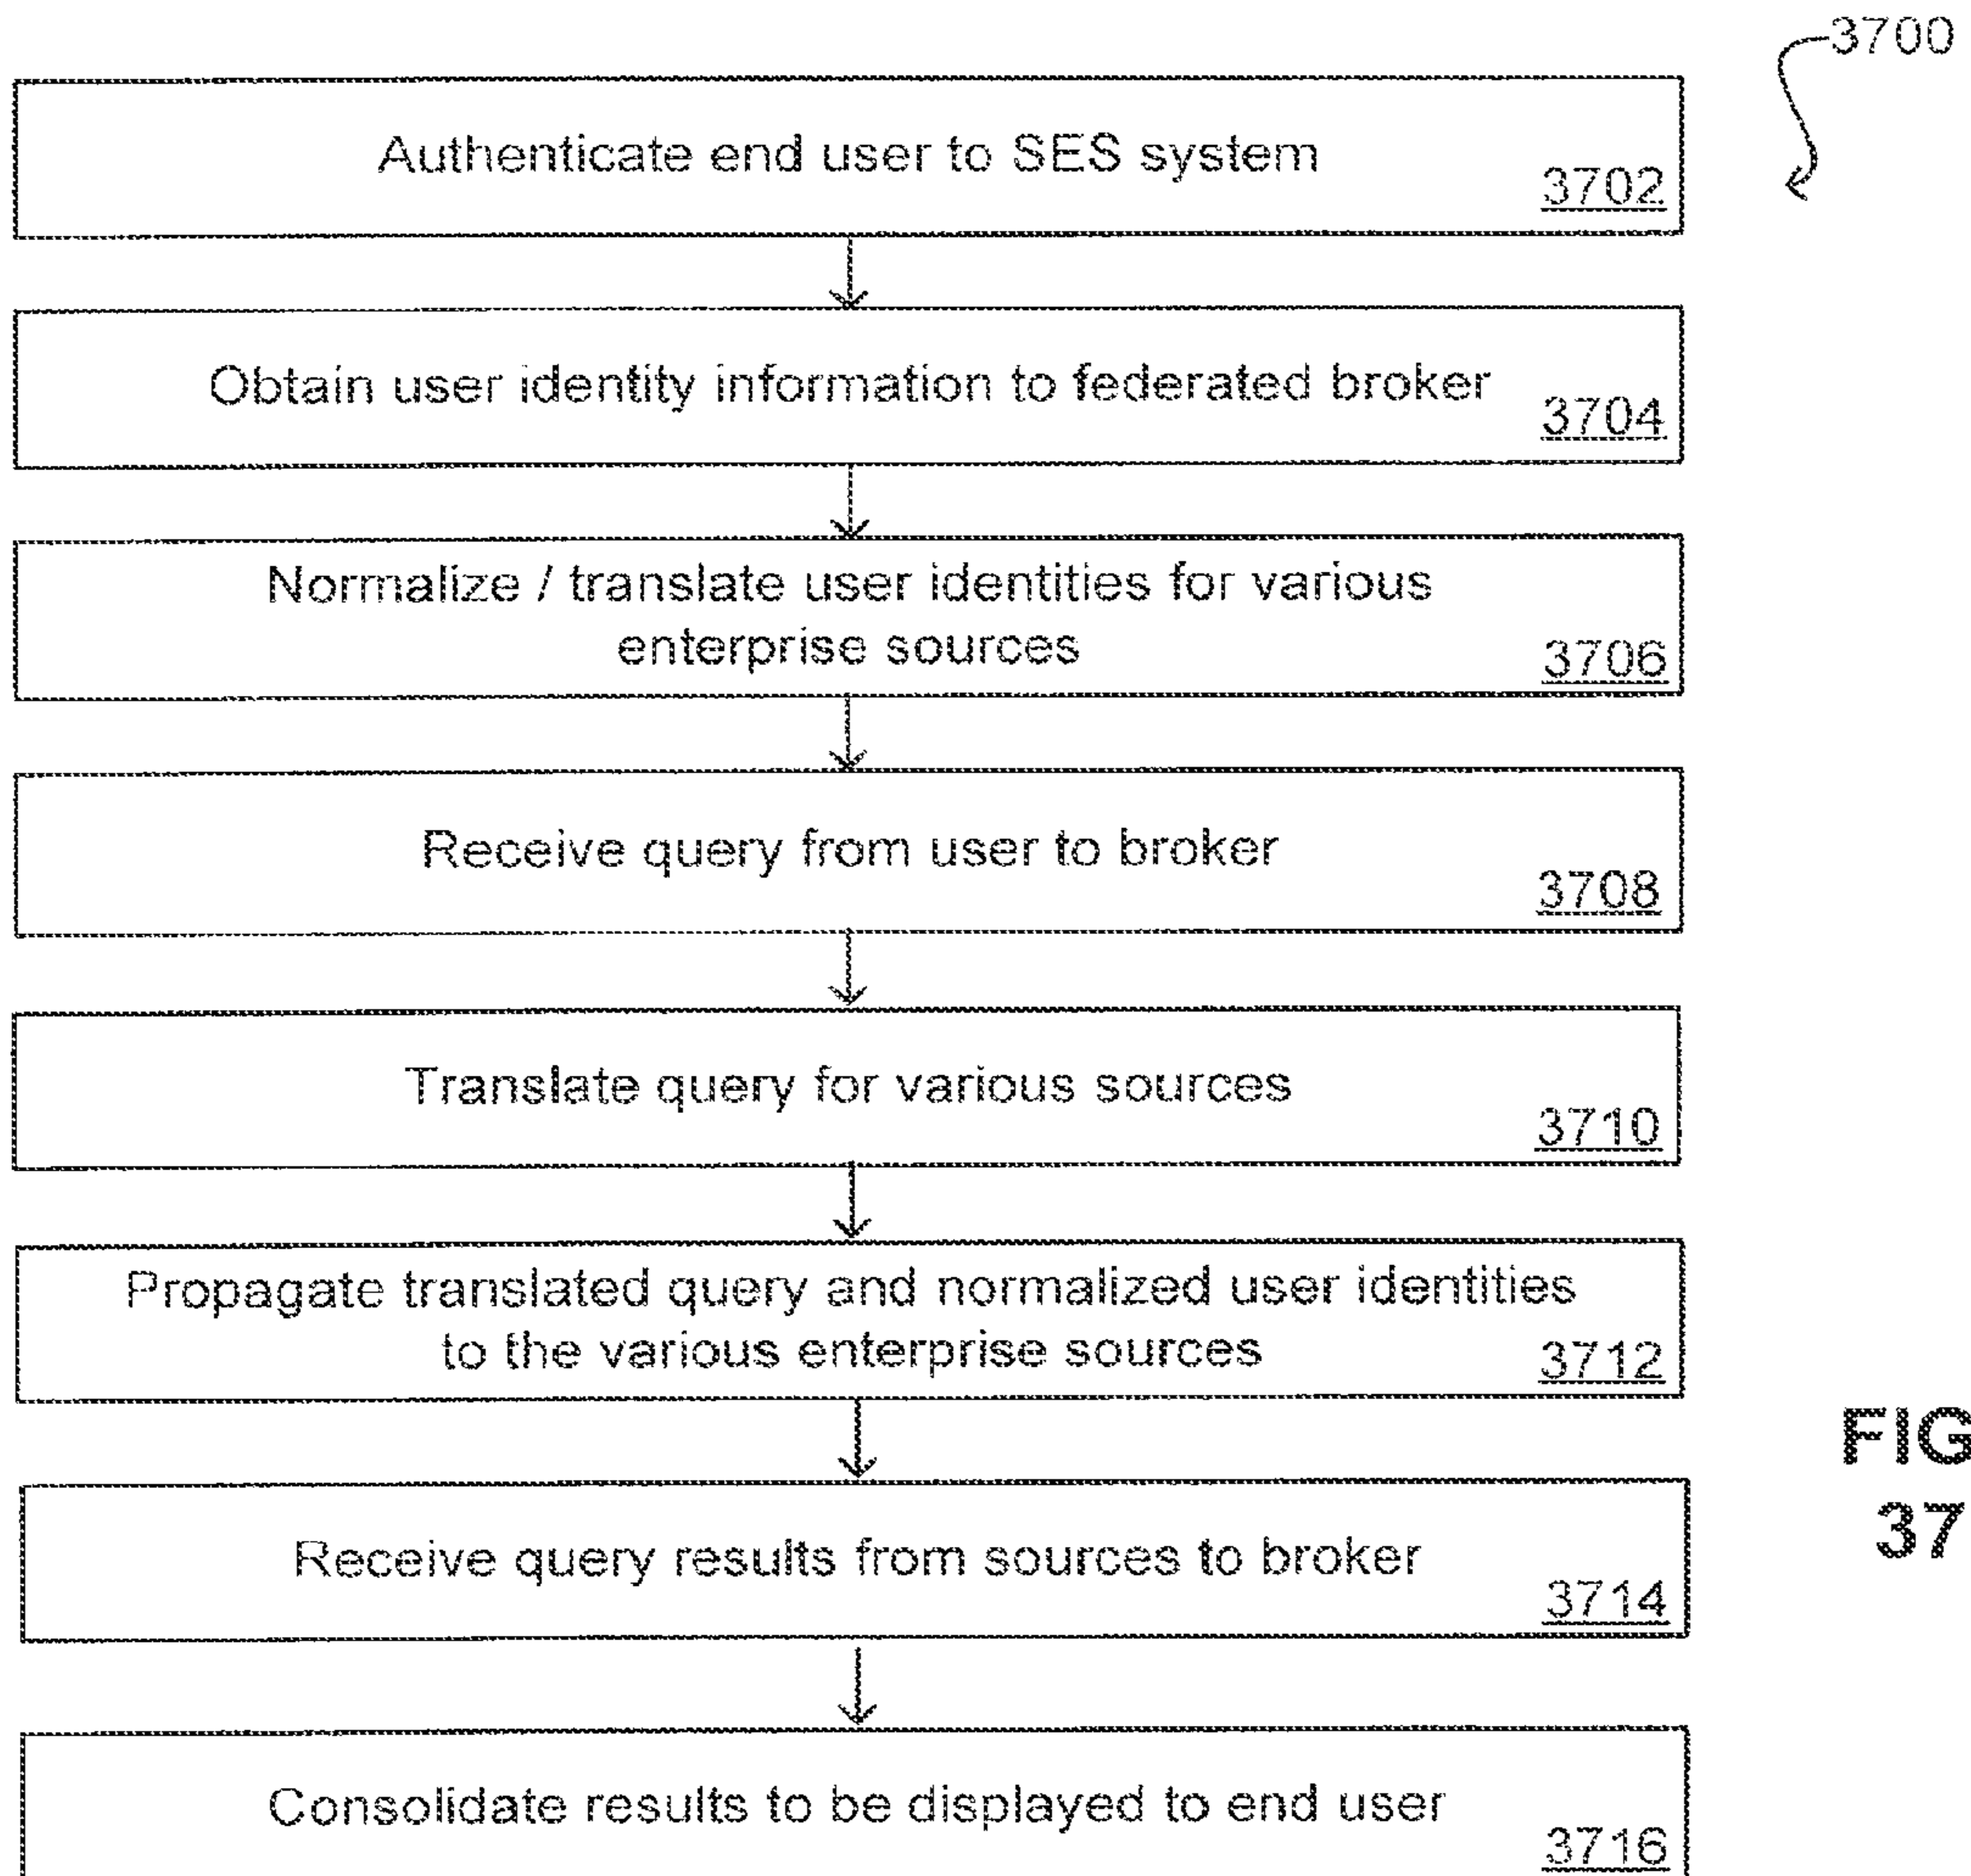 3700
Authenticate end user to SES system
3702
Obtain user identity information to federated broker
3704
Normalize / translate user identities for various
enterprise sources
3706
Receive query from user to broker
3708
Translate query for various sources
3710
Propagate translated query and normalized user identities
to the various enterprise sources
3712
Receive query results from sources to broker
3714
Consolidate results to be displayed to end user
3716
FIG
37